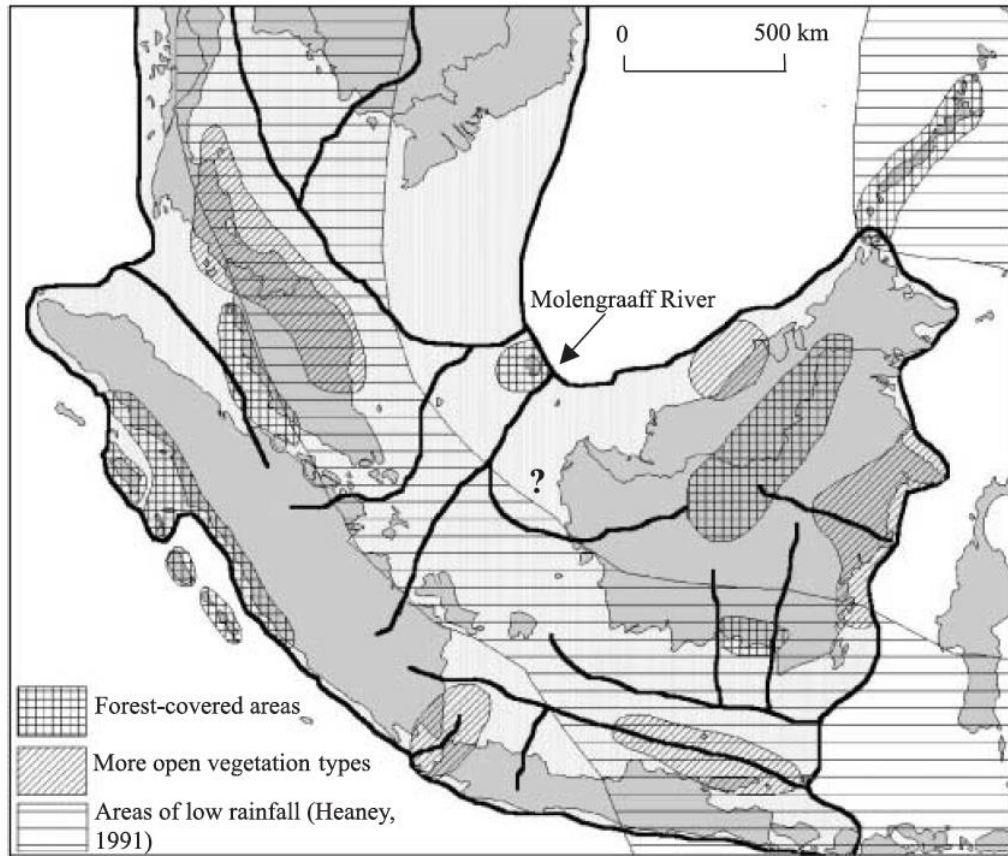 0 500 km
Molengraaff River
?
Forest-covered areas
More open vegetation types
Areas of low rainfall (Heaney,
1991)